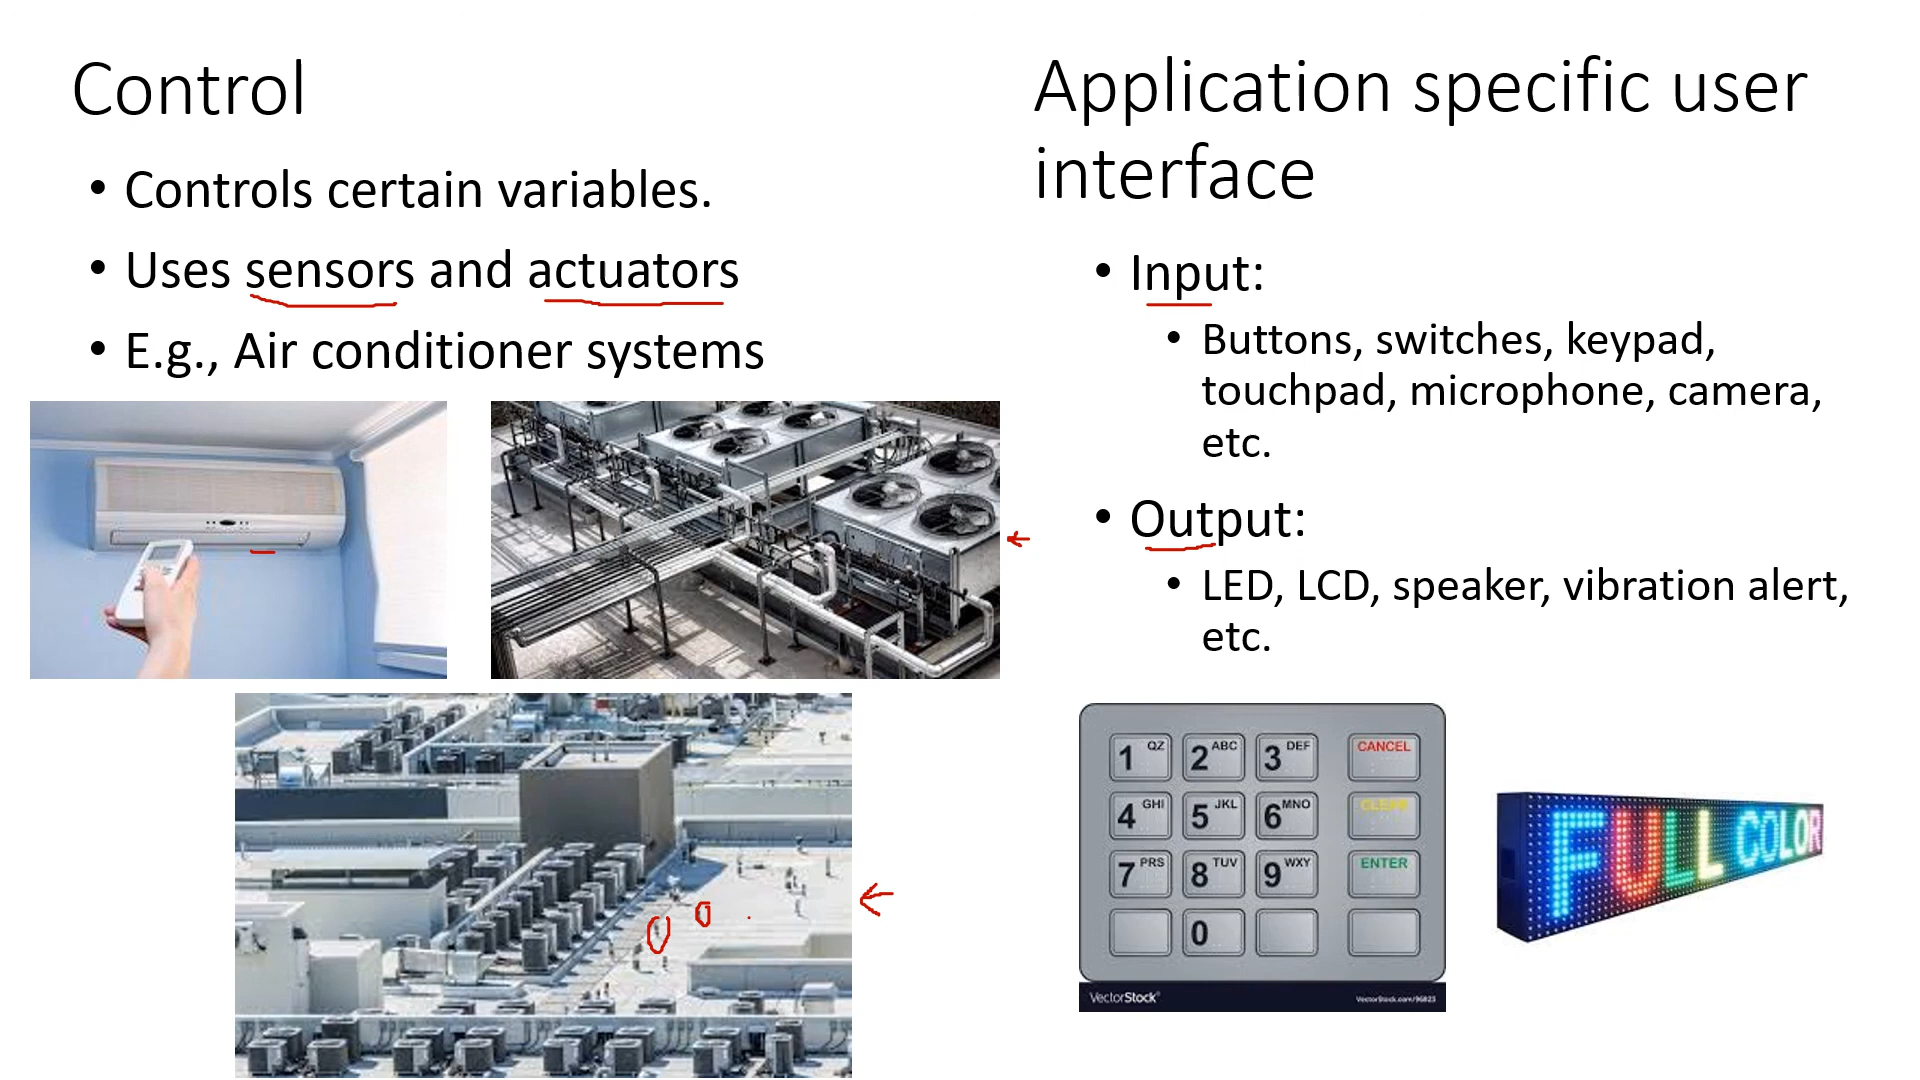 Control
• Controls certain variables.
• Uses sensors and actuators
• E.g., Air conditioner systems
Application specific user
interface
• Input:
• Buttons, switches, keypad,
touchpad, microphone, camera,
etc.
• Output:
• LED, LCD, speaker, vibration alert,
etc.
1 QZ 2 ABC 3 DEF CANCEL
4 GHI 5 JKL 6 MNO CLEAR
7 PRS 8 TUV 9 WXY ENTER
0
VectorStock®
FULL COLOR